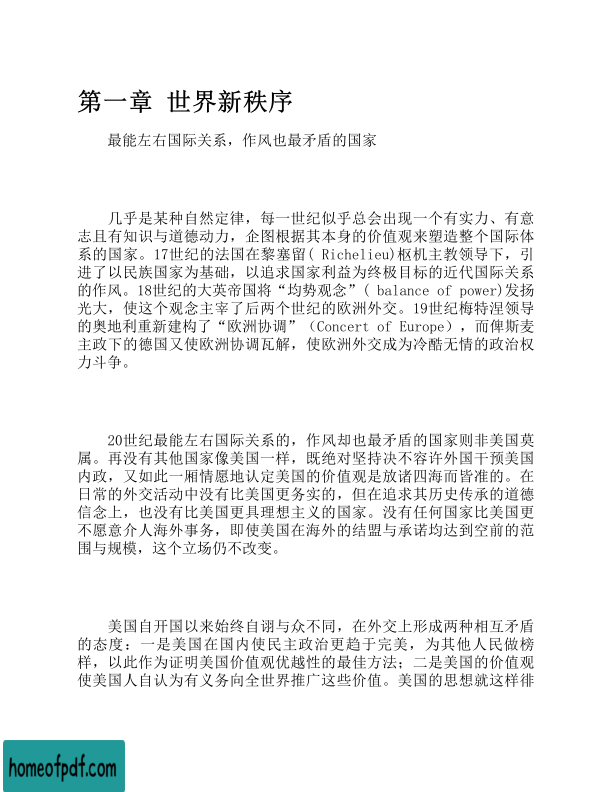 第一章 世界新秩序
最能左右国际关系，作风也最矛盾的国家
几乎是某种自然定律，每一世纪似乎总会出现一个有实力、有意
志且有知识与道德动力，企图根据其本身的价值观来塑造整个国际体
系的国家。17世纪的法国在黎塞留( Richelieu)枢机主教领导下，引
进了以民族国家为基础，以追求国家利益为终极目标的近代国际关系
的作风。18世纪的大英帝国将“均势观念”( balance of power)发扬
光大，使这个观念主宰了后两个世纪的欧洲外交。19世纪梅特涅领导
的奥地利重新建构了“欧洲协调”（Concert of Europe），而俾斯麦
主政下的德国又使欧洲协调瓦解，使欧洲外交成为冷酷无情的政治权
力斗争。
20世纪最能左右国际关系的，作风却也最矛盾的国家则非美国莫
属。再没有其他国家像美国一样，既绝对坚持决不容许外国干预美国
内政，又如此一厢情愿地认定美国的价值观是放诸四海而皆准的。在
日常的外交活动中没有比美国更务实的，但在追求其历史传承的道德
信念上，也没有比美国更具理想主义的国家。没有任何国家比美国更
不愿意介人海外事务，即使美国在海外的结盟与承诺均达到空前的范
围与规模，这个立场仍不改变。
美国自开国以来始终自诩与众不同，在外交上形成两种相互矛盾
的态度：一是美国在国内使民主政治更趋于完美，为其他人民做榜
样，以此作为证明美国价值观优越性的最佳方法；二是美国的价值观
使美国人自认为有义务向全世界推广这些价值。美国的思想就这样徘
homeofpdf.com